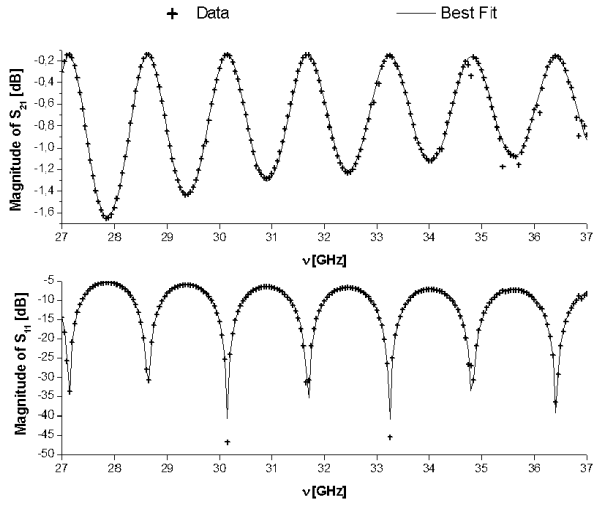 Data
Best Fit
Magnitude of S21 [dB]
-0,2
-0,4
-0,6
-0,8
-1,0
-1,2
-1,4
-1,6
27 28 29 30 31 32 33 34 35 36 37
ν[GHz]
Magnitude of S11 [dB]
-5
-10
-15
-20
-25
-30
-35
-40
-45
-50
27 28 29 30 31 32 33 34 35 36 37
ν[GHz]